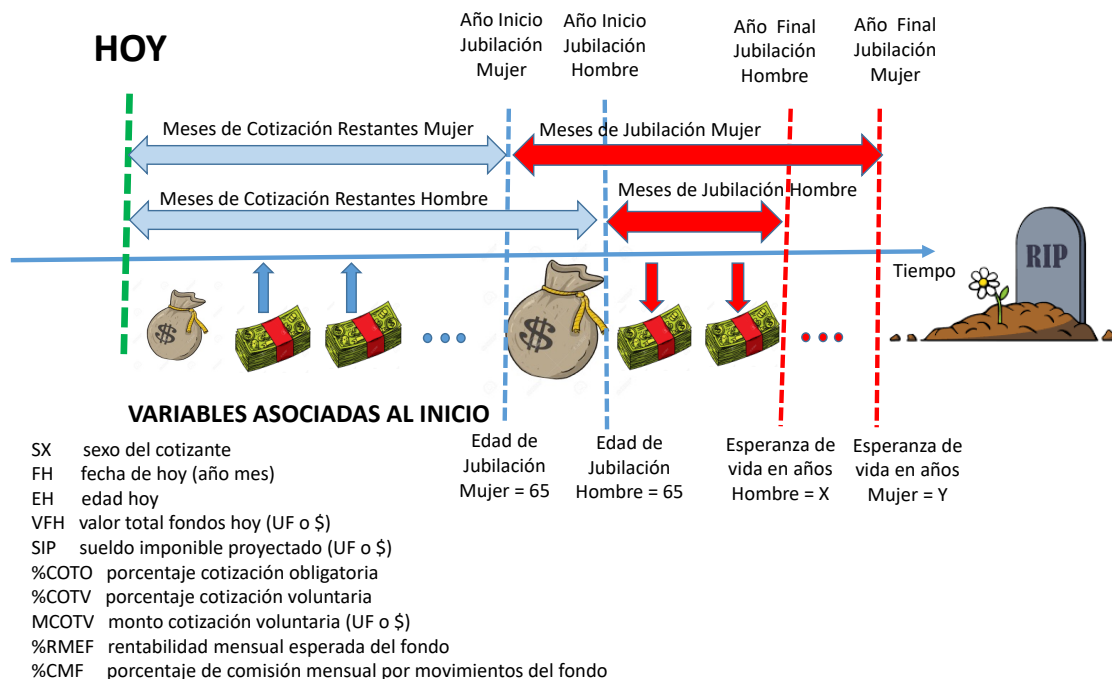 HOY
Año Inicio
Jubilación
Mujer
Año Inicio
Jubilación
Hombre
Año Final
Jubilación
Hombre
Año Final
Jubilación
Mujer
Meses de Cotización Restantes Mujer
Meses de Jubilación Mujer
Meses de Cotización Restantes Hombre
Meses de Jubilación Hombre
Tiempo
RIP
$
$
VARIABLES ASOCIADAS AL INICIO
Edad de
Jubilación
Mujer = 65
Edad de
Jubilación
Hombre = 65
Esperanza de
vida en años
Hombre = X
Esperanza de
vida en años
Mujer = Y
SX sexo del cotizante
FH fecha de hoy (año mes)
EH edad hoy
VFH valor total fondos hoy (UF o $)
SIP sueldo imponible proyectado (UF o $)
%COTO porcentaje cotización obligatoria
%COTV porcentaje cotización voluntaria
MCOTV monto cotización voluntaria (UF o $)
%RMEF rentabilidad mensual esperada del fondo
%CMF porcentaje de comisión mensual por movimientos del fondo